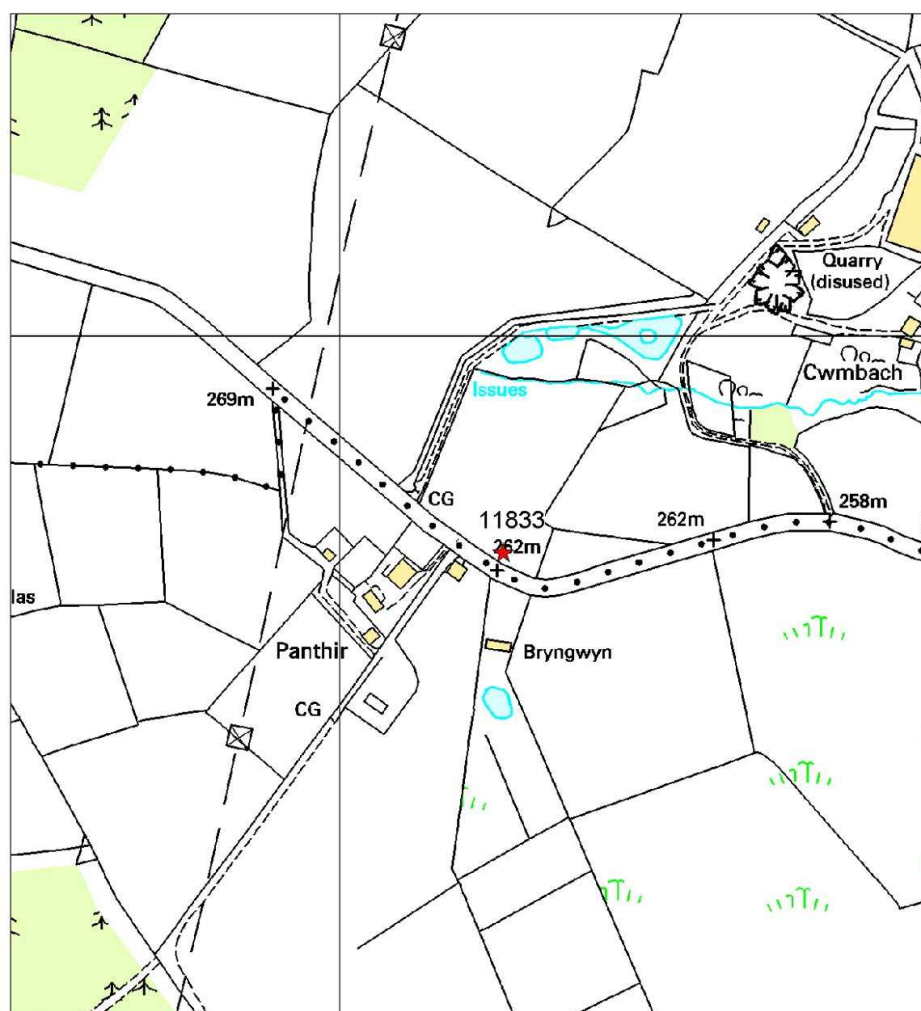 Quarry
(disused)
Cwmbach
Issues
269m
CG
11833
262m
262m
258m
las
Panthir
Bryngwyn
CG